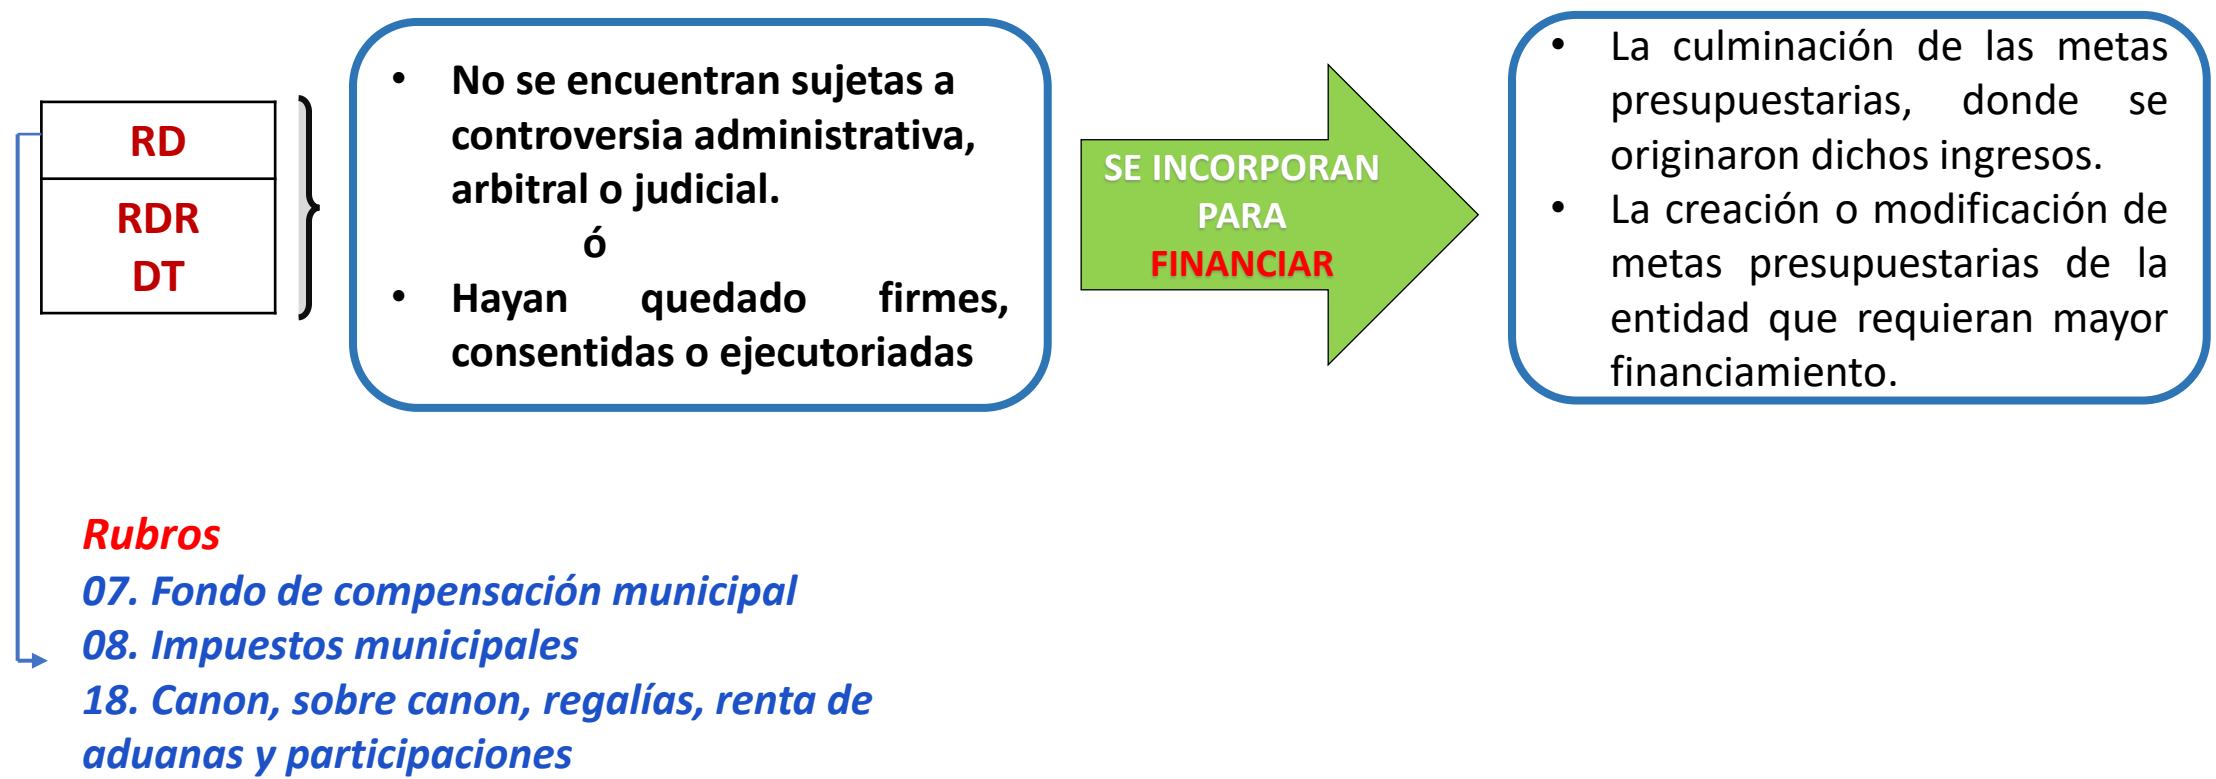 RD
RDR
DT
• No se encuentran sujetas a
controversia administrativa,
arbitral o judicial.
ó
• Hayan quedado firmes,
consentidas o ejecutoriadas
SE INCORPORAN
PARA
FINANCIAR
• La culminación de las metas
presupuestarias, donde se
originaron dichos ingresos.
• La creación o modificación de
metas presupuestarias de la
entidad que requieran mayor
financiamiento.
Rubros
07. Fondo de compensación municipal
08. Impuestos municipales
18. Canon, sobre canon, regalías, renta de
aduanas y participaciones